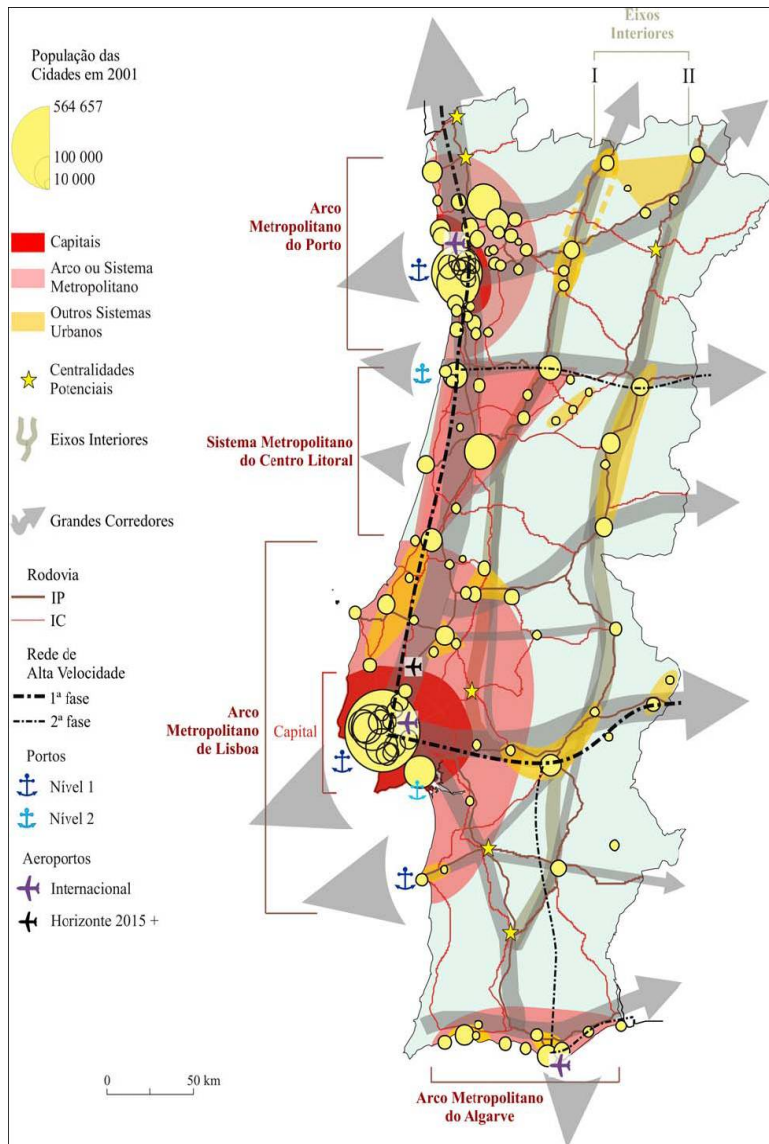 Eixos
Interiores
I
II
População das
Cidades em 2001
564 657
100 000
10 000
Capitais
Arco ou Sistema
Metropolitano
Outros Sistemas
Urbanos
Centralidades
Potenciais
Eixos Interiores
Grandes Corredores
Rodovia
IP
IC
Rede de
Alta Velocidade
1ª fase
2ª fase
Portos
Nível 1
Nível 2
Aeroportos
Internacional
Horizonte 2015 +
Arco
Metropolitano
do Porto
Sistema Metropolitano
do Centro Litoral
Arco
Metropolitano
de Lisboa
Capital
Arco Metropolitano
do Algarve
0
50 km